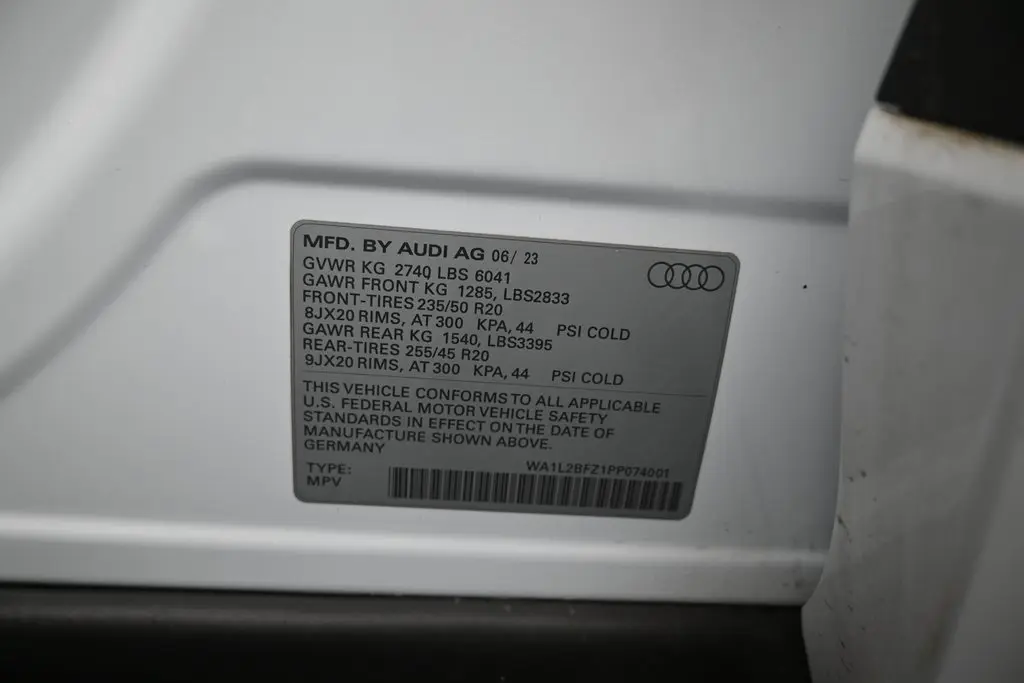 MFD. BY AUDI AG 06/ 23
GVWR KG 2740 LBS 6041
GAWR FRONT KG 1285, LBS2833
FRONT-TIRES 235/50 R20
8JX20 RIMS, AT 300 KPA, 44 PSI COLD
GAWR REAR KG 1540, LBS3395
REAR-TIRES 255/45 R20
9JX20 RIMS, AT 300 KPA, 44 PSI COLD
THIS VEHICLE CONFORMS TO ALL APPLICABLE
U.S. FEDERAL MOTOR VEHICLE SAFETY
STANDARDS IN EFFECT ON THE DATE OF
MANUFACTURE SHOWN ABOVE.
GERMANY
WA1L2BFZ1PP074001
TYPE:
MPV